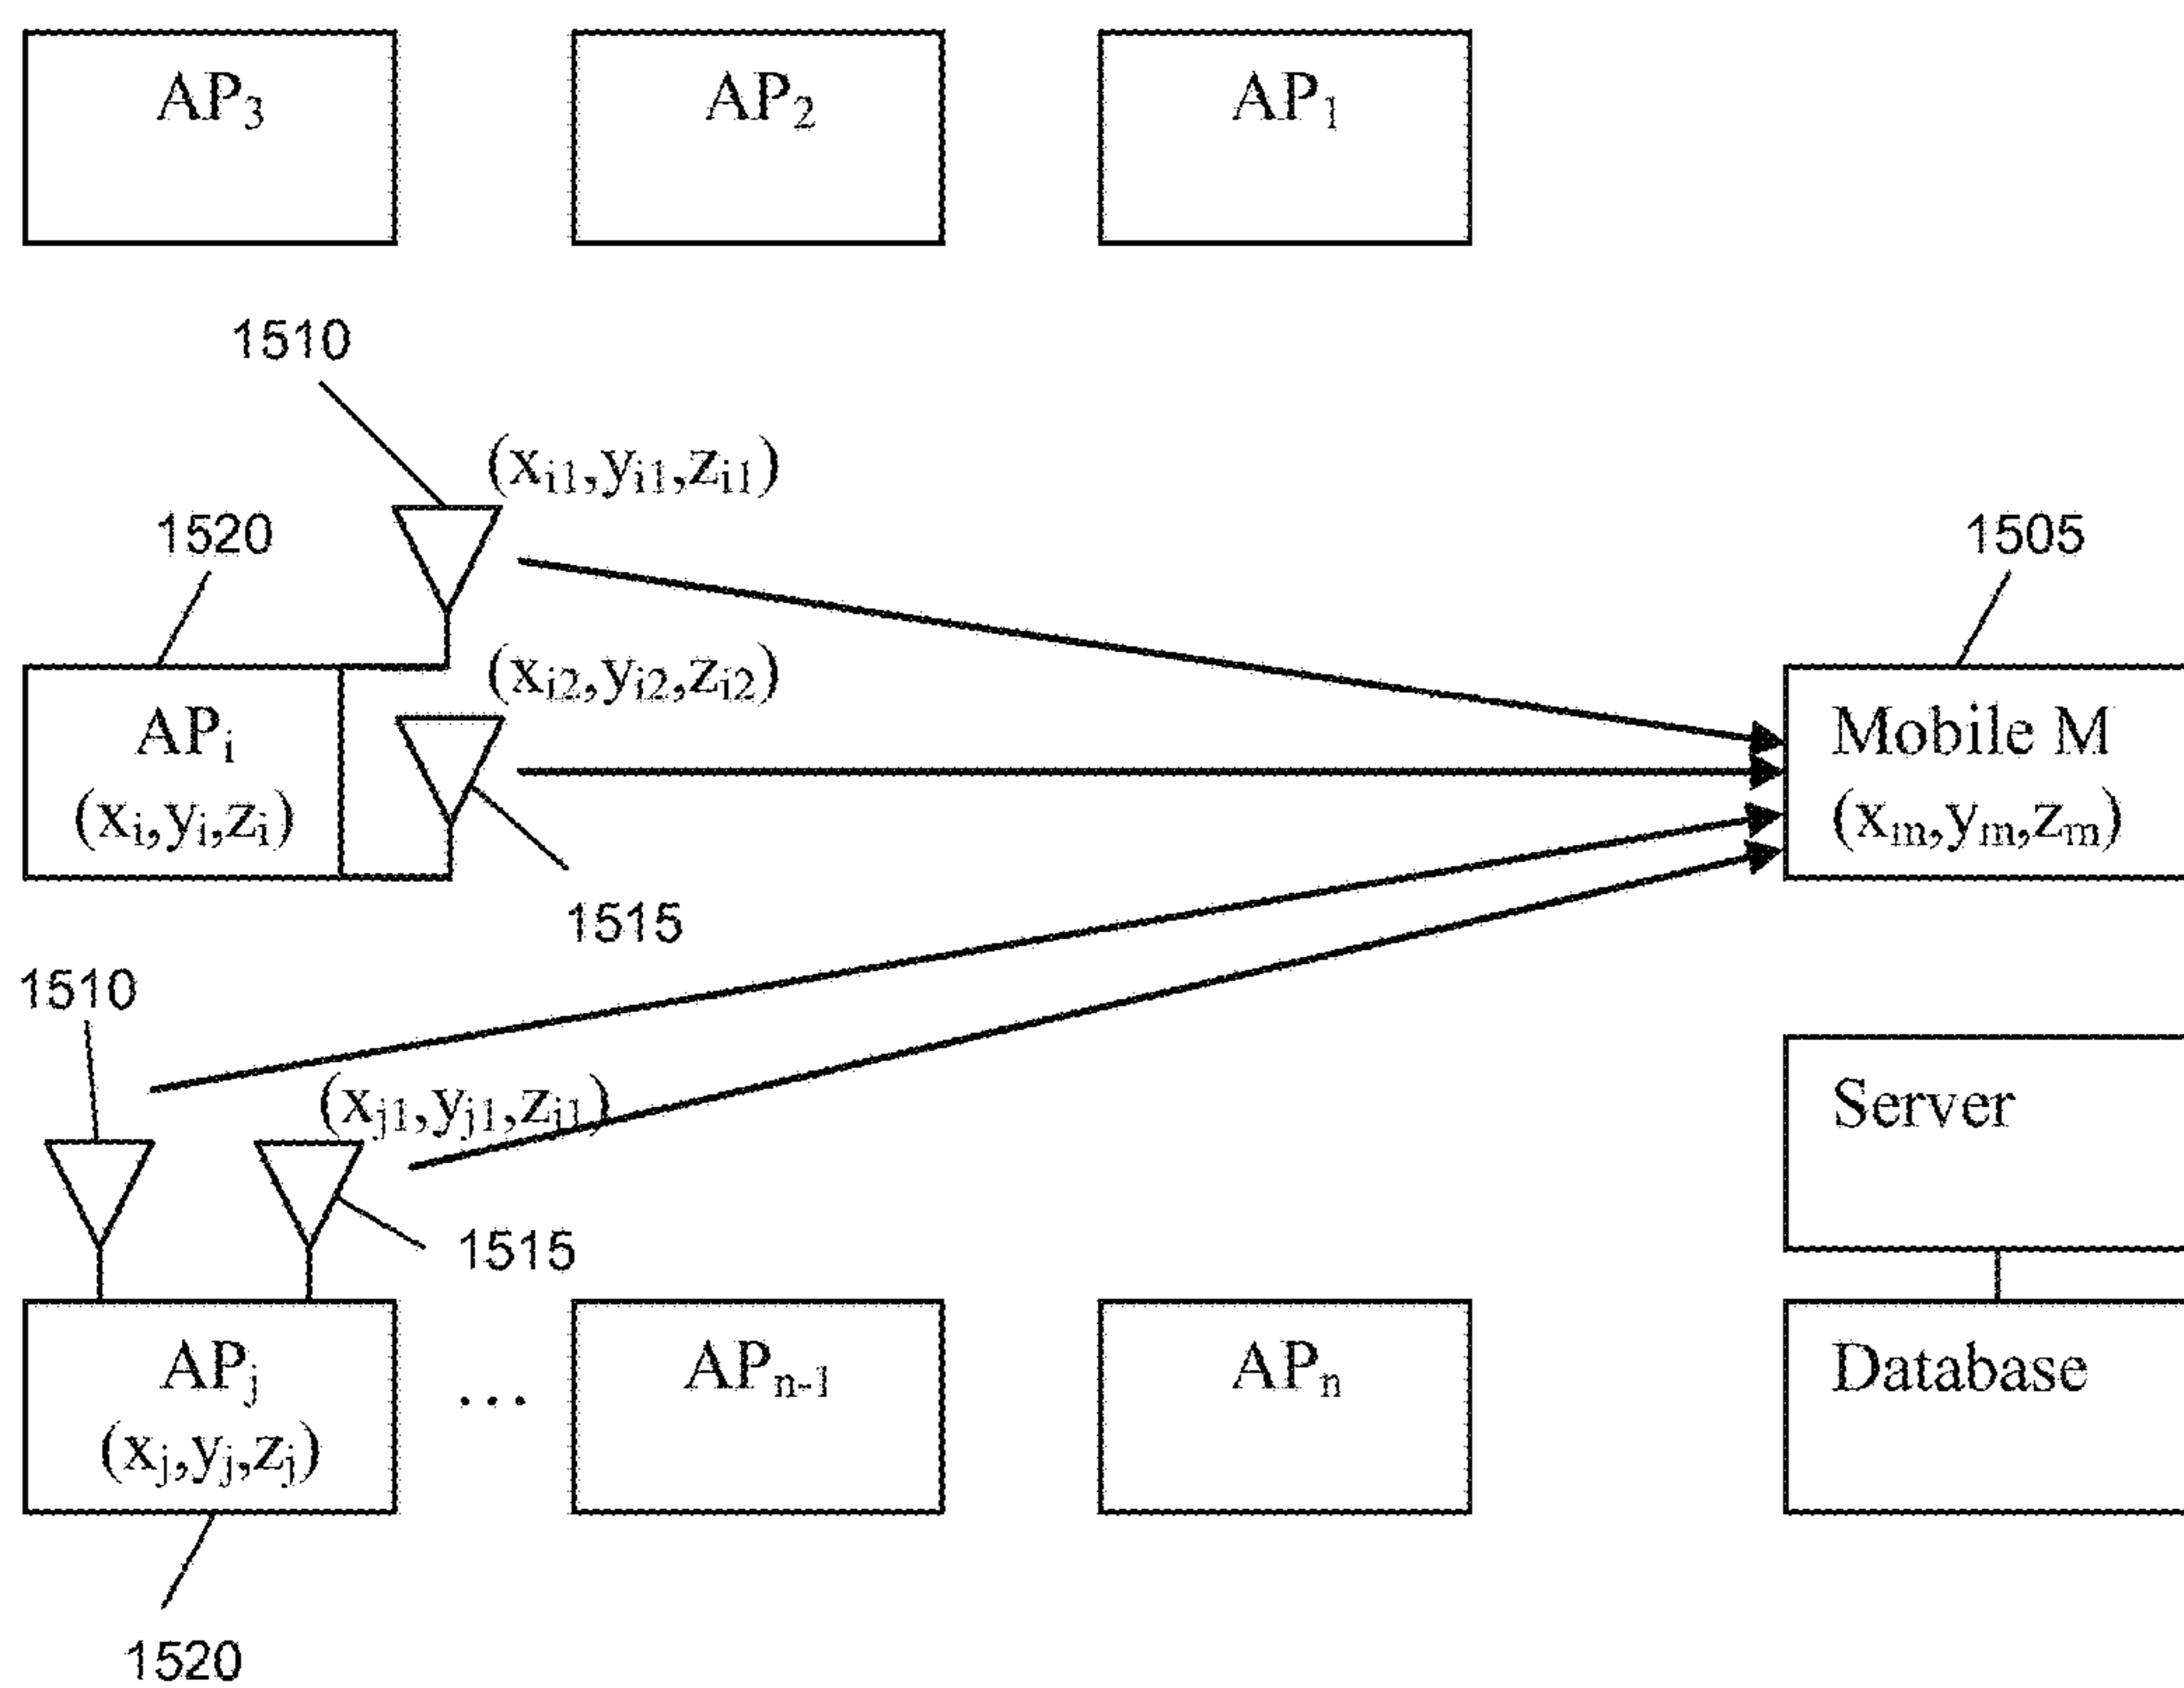 AP₃
AP₂
AP₁
1510
(xᵢ₁,yᵢ₁,zᵢ₁)
1520
1505
(xᵢ₂,yᵢ₂,zᵢ₂)
APᵢ
(xᵢ,yᵢ,zᵢ)
Mobile M
(xₘ,yₘ,zₘ)
1515
1510
(xⱼ₁,yⱼ₁,zⱼ₁)
Server
1515
APⱼ
(xⱼ,yⱼ,zⱼ)
...
APₙ₋₁
APₙ
Database
1520